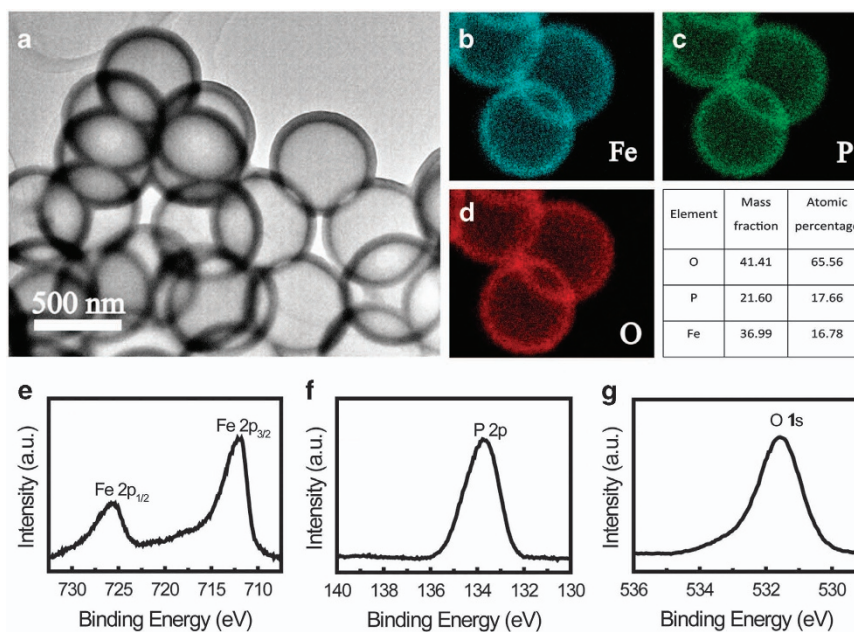 a
500 nm
b
Fe
c
P
d
O
Element Mass fraction Atomic percentage
O 41.41 65.56
P 21.60 17.66
Fe 36.99 16.78
e
Fe 2p3/2
Fe 2p1/2
Intensity (a.u.)
730 725 720 715 710
Binding Energy (eV)
f
P 2p
Intensity (a.u.)
140 138 136 134 132 130
Binding Energy (eV)
g
O 1s
Intensity (a.u.)
536 534 532 530
Binding Energy (eV)